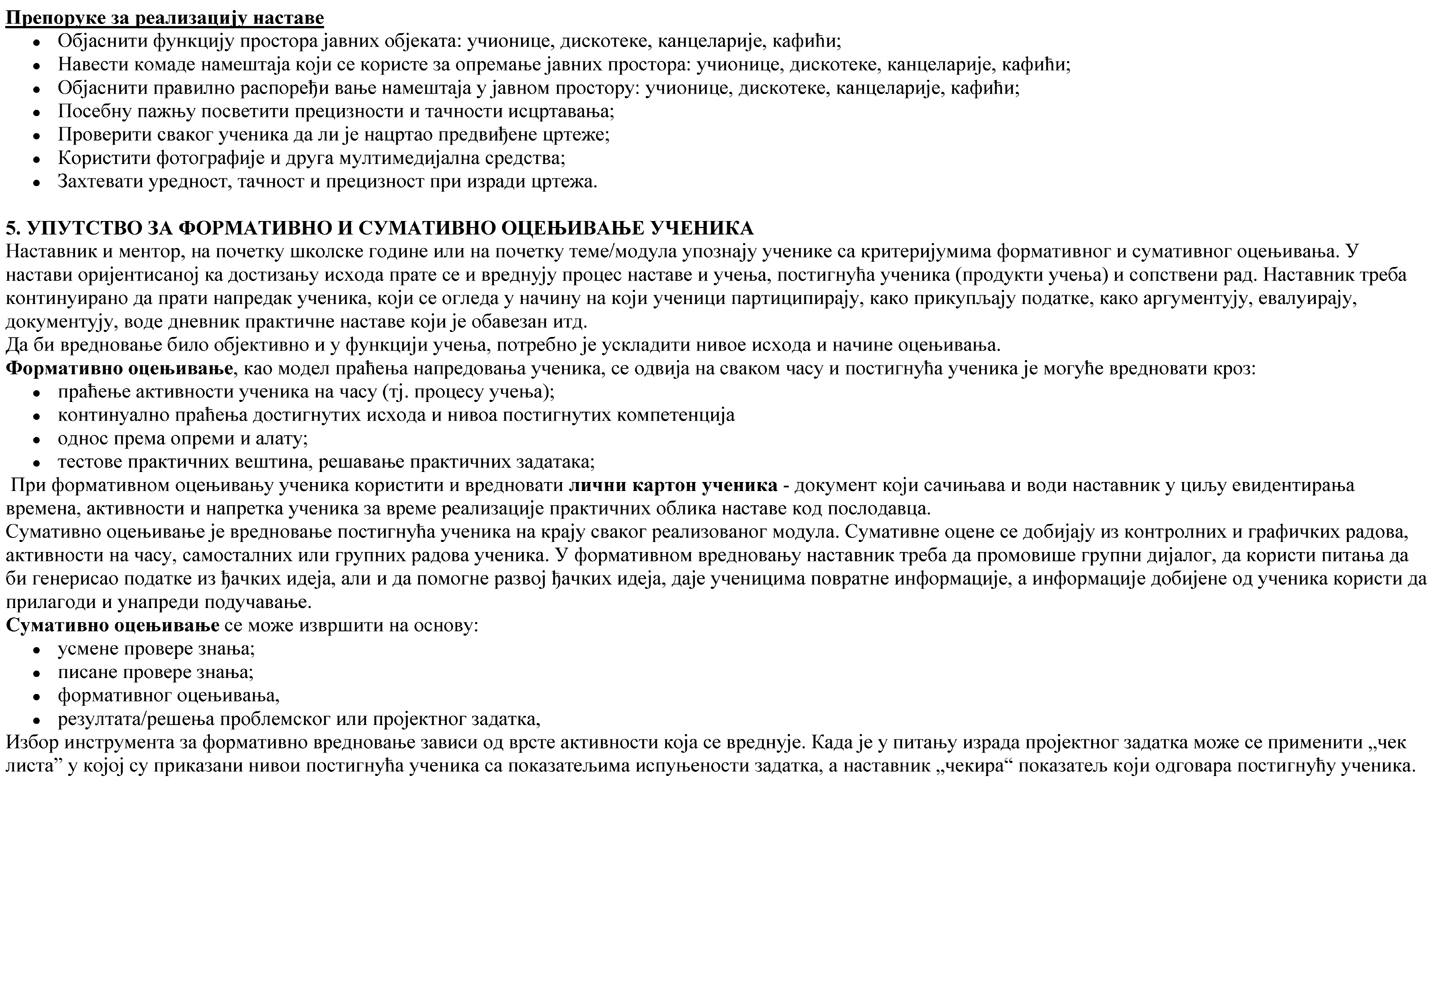 Препоруке за реализацију наставе
• Објаснити функцију простора јавних објеката: учионице, дискотеке, канцеларије, кафићи;
• Навести комаде намештаја који се користе за опремање јавних простора: учионице, дискотеке, канцеларије, кафићи;
• Објаснити правилно распоређи вање намештаја у јавном простору: учионице, дискотеке, канцеларије, кафићи;
• Посебну пажњу посветити прецизности и тачности исцртавања;
• Проверити сваког ученика да ли је нацртао предвиђене цртеже;
• Користити фотографије и друга мултимедијална средства;
• Захтевати уредност, тачност и прецизност при изради цртежа.
5. УПУТСТВО ЗА ФОРМАТИВНО И СУМАТИВНО ОЦЕЊИВАЊЕ УЧЕНИКА
Наставник и ментор, на почетку школске године или на почетку теме/модула упознају ученике са критеријумима формативног и сумативног оцењивања. У
настави оријентисаној ка достизању исхода прате се и вреднују процес наставе и учења, постигнућа ученика (продукти учења) и сопствени рад. Наставник треба
континуирано да прати напредак ученика, који се огледа у начину на који ученици партиципирају, како прикупљају податке, како аргументују, евалуирају,
документују, воде дневник практичне наставе који је обавезан итд.
Да би вредновање било објективно и у функцији учења, потребно је ускладити нивое исхода и начине оцењивања.
Формативно оцењивање, као модел праћења напредовања ученика, се одвија на сваком часу и постигнућа ученика је могуће вредновати кроз:
• праћење активности ученика на часу (тј. процесу учења);
• континуално праћења достигнутих исхода и нивоа постигнутих компетенција
• однос према опреми и алату;
• тестове практичних вештина, решавање практичних задатака;
При формативном оцењивању ученика користити и вредновати лични картон ученика - документ који сачињава и води наставник у циљу евидентирања
времена, активности и напретка ученика за време реализације практичних облика наставе код послодавца.
Сумативно оцењивање је вредновање постигнућа ученика на крају сваког реализованог модула. Сумативне оцене се добијају из контролних и графичких радова,
активности на часу, самосталних или групних радова ученика. У формативном вредновању наставник треба да промовише групни дијалог, да користи питања да
би генерисао податке из ђачких идеја, али и да помогне развој ђачких идеја, даје ученицима повратне информације, а информације добијене од ученика користи да
прилагоди и унапреди подучавање.
Сумативно оцењивање се може извршити на основу:
• усмене провере знања;
• писане провере знања;
• формативног оцењивања,
• резултата/решења проблемског или пројектног задатка,
Избор инструмента за формативно вредновање зависи од врсте активности која се вреднује. Када је у питању израда пројектног задатка може се применити „чек
листа” у којој су приказани нивои постигнућа ученика са показатељима испуњености задатка, а наставник „чекира“ показатељ који одговара постигнућу ученика.